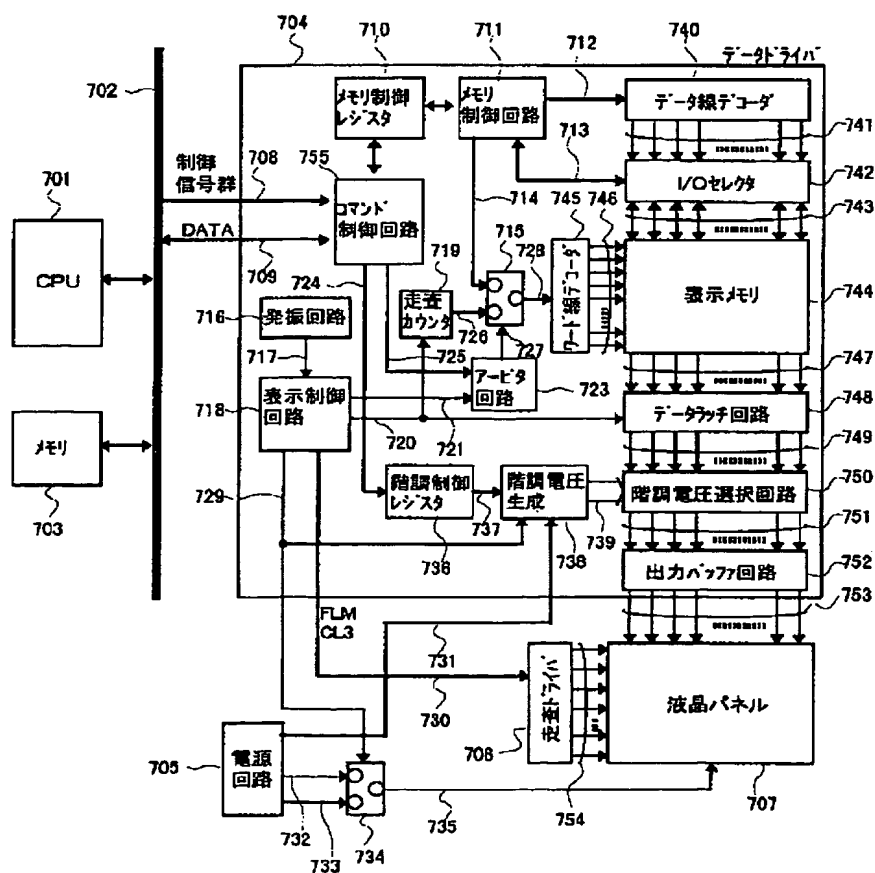 704
710
711
712
740
データドライバ
702
メモリ制御
レジスタ
メモリ
制御回路
データ線デコーダ
741
713
制御
信号群
708
755
701
コマンド
制御回路
714
745
746
I/Oセレクタ
742
743
DATA
709
715
728
CPU
724
719
走査
カウンタ
726
ワード線デコーダ
表示メモリ
744
716
発振回路
717
725
727
アービタ
回路
723
747
718
表示制御
回路
720
721
データラッチ回路
748
749
メモリ
703
729
階調制御
レジスタ
737
階調電圧
生成
739
階調電圧選択回路
750
751
736
738
出力バッファ回路
752
753
FLM
CL3
731
730
走査ドライバ
706
液晶パネル
705
電源
回路
732
733
734
735
754
707